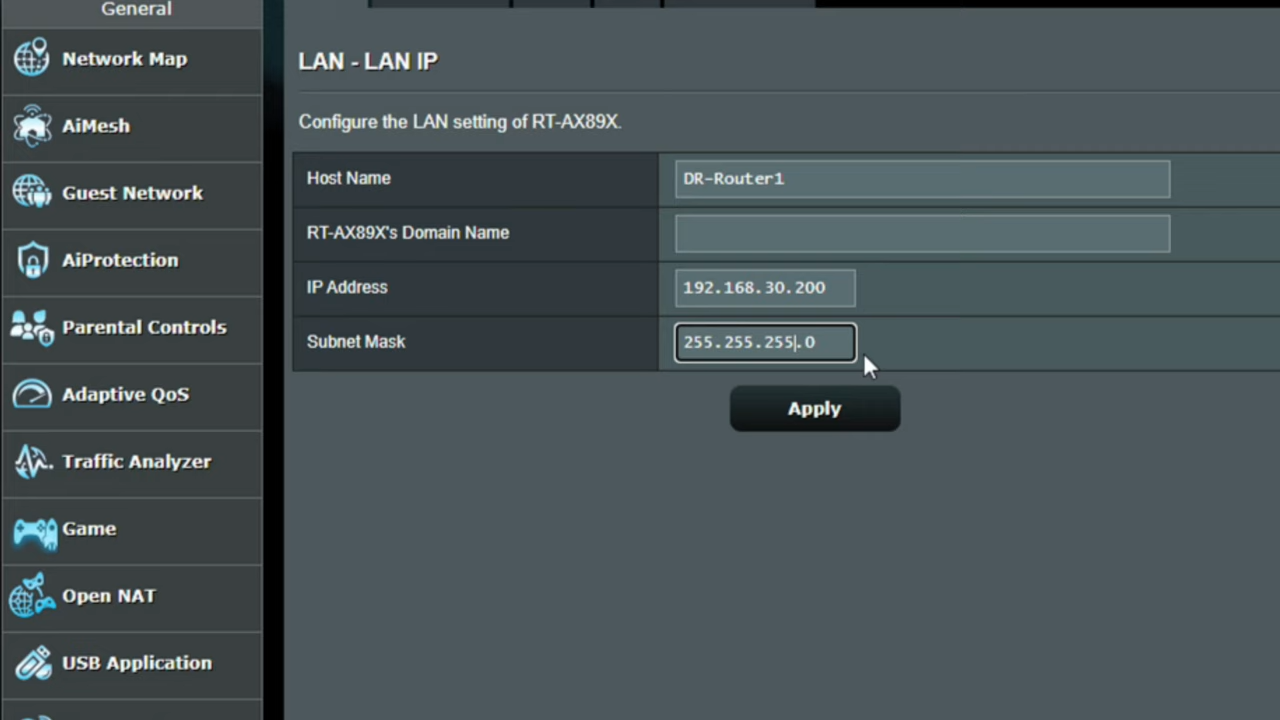 General
Network Map
AiMesh
Guest Network
AiProtection
Parental Controls
Adaptive QoS
Traffic Analyzer
Game
Open NAT
USB Application
LAN - LAN IP
Configure the LAN setting of RT-AX89X.
Host Name DR-Router1
RT-AX89X's Domain Name
IP Address 192.168.30.200
Subnet Mask 255.255.255.0
Apply